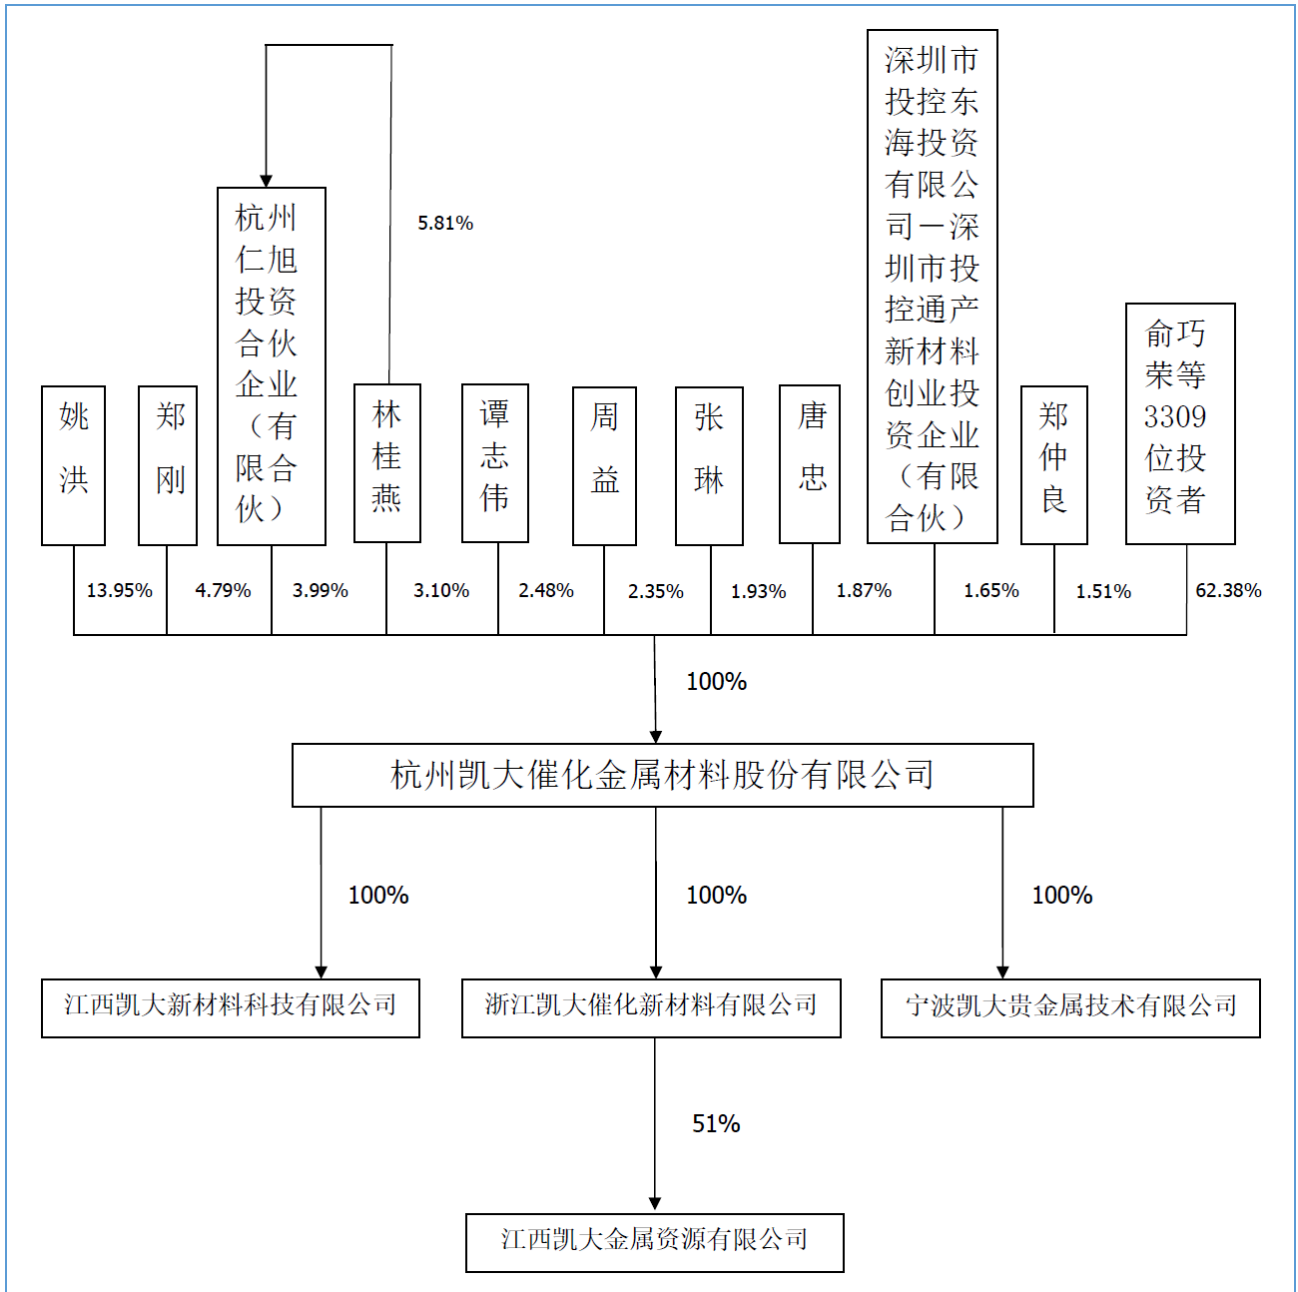 5.81%
杭州
仁旭
投资
合伙
企业
（有
限合
伙）
深圳市
投控东
海投资
有限公
司－深
圳市投
控通产
新材料
创业投
资企业
（有限
合伙）
俞巧
荣等
3309
位投
资者
姚
洪
郑
刚
林
桂
燕
谭
志
伟
周
益
张
琳
唐
忠
郑
仲
良
13.95% 4.79% 3.99% 3.10% 2.48% 2.35% 1.93% 1.87% 1.65% 1.51% 62.38%
100%
杭州凯大催化金属材料股份有限公司
100% 100% 100%
江西凯大新材料科技有限公司 浙江凯大催化新材料有限公司 宁波凯大贵金属技术有限公司
51%
江西凯大金属资源有限公司